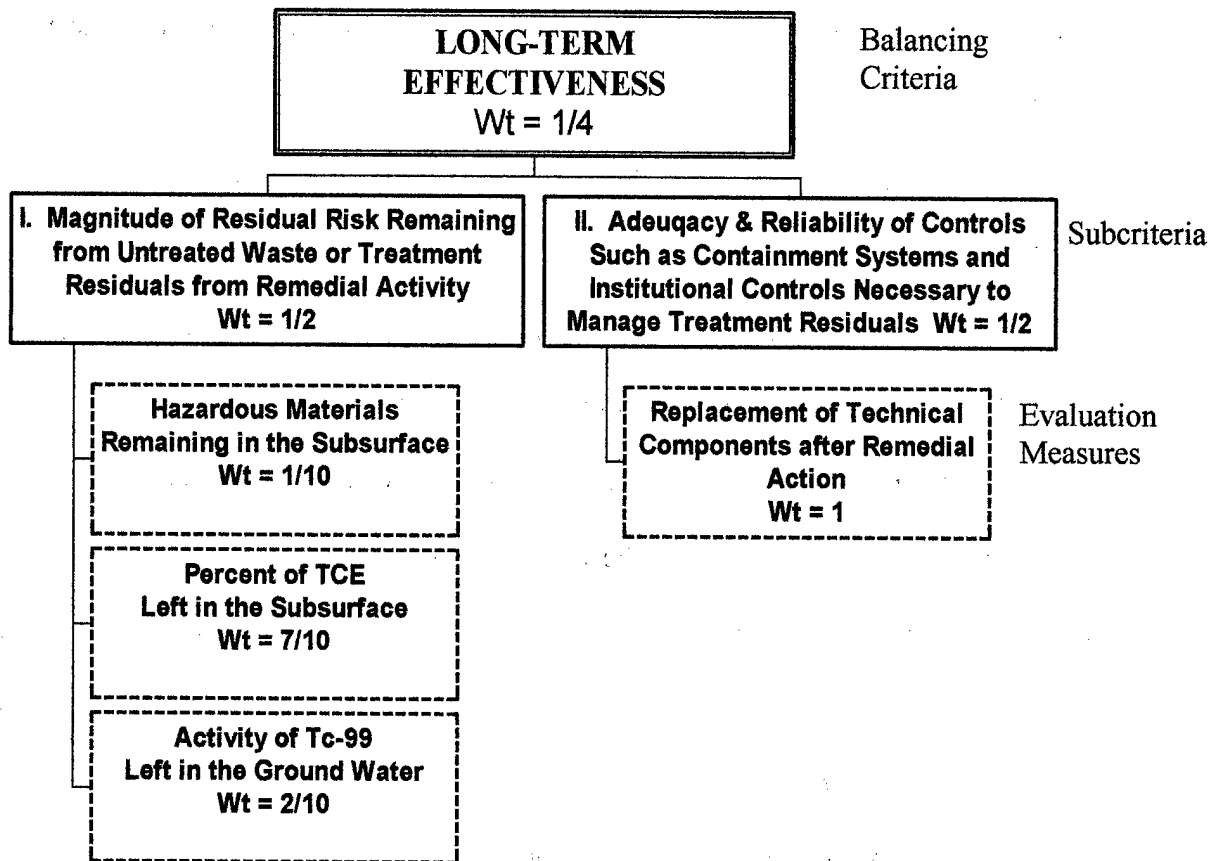 LONG-TERM
EFFECTIVENESS
Wt = 1/4
Balancing
Criteria
I. Magnitude of Residual Risk Remaining
from Untreated Waste or Treatment
Residuals from Remedial Activity
Wt = 1/2
II. Adeuqacy & Reliability of Controls
Such as Containment Systems and
Institutional Controls Necessary to
Manage Treatment Residuals Wt = 1/2
Subcriteria
Hazardous Materials
Remaining in the Subsurface
Wt = 1/10
Replacement of Technical
Components after Remedial
Action
Wt = 1
Evaluation
Measures
Percent of TCE
Left in the Subsurface
Wt = 7/10
Activity of Tc-99
Left in the Ground Water
Wt = 2/10